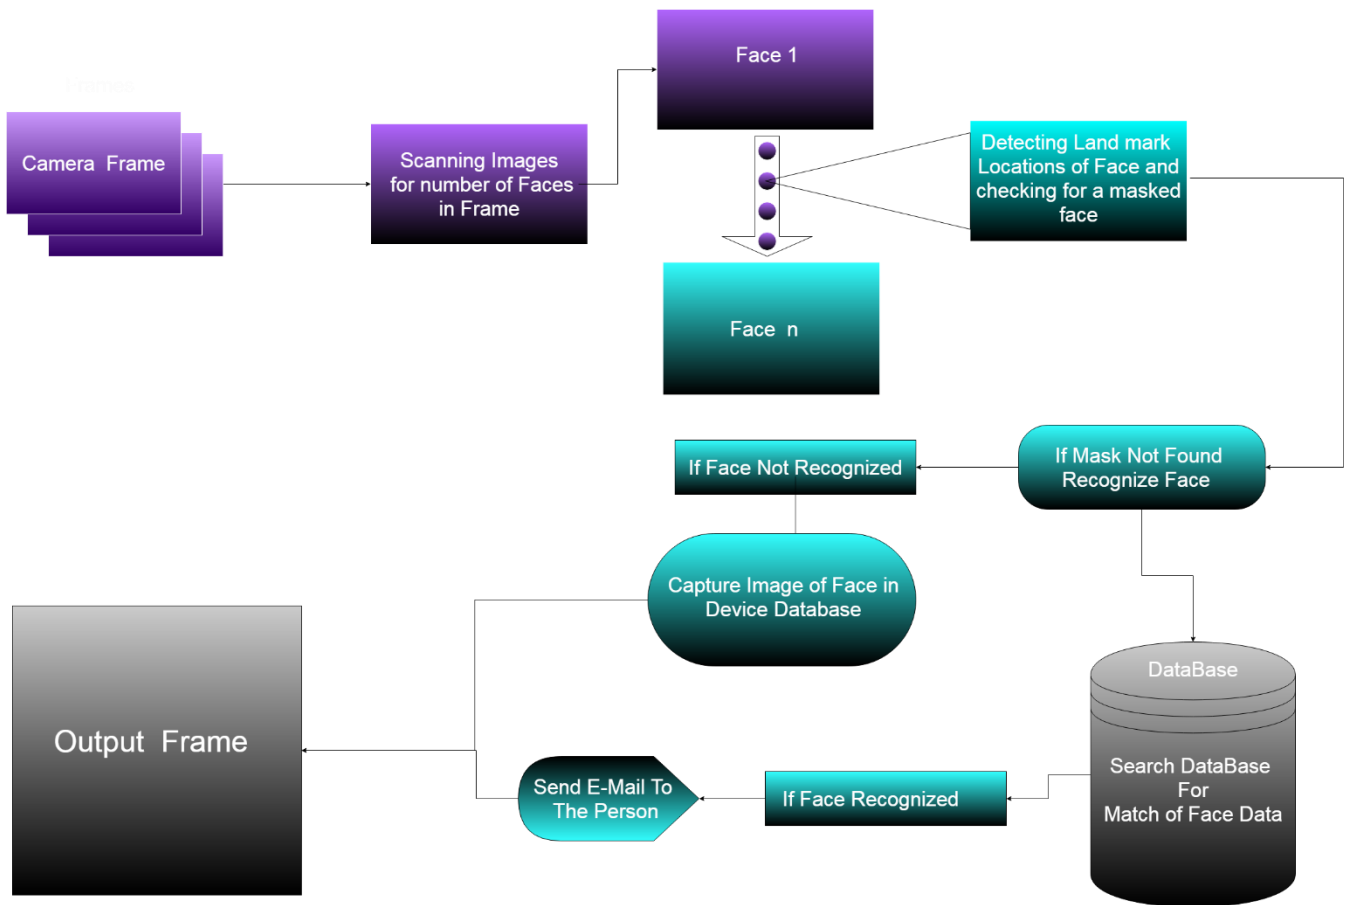 Frames
Camera Frame
Scanning Images
for number of Faces
in Frame
Face 1
Detecting Land mark
Locations of Face and
checking for a masked
face
Face n
If Mask Not Found
Recognize Face
If Face Not Recognized
Capture Image of Face in
Device Database
DataBase
Search DataBase
For
Match of Face Data
If Face Recognized
Send E-Mail To
The Person
Output Frame